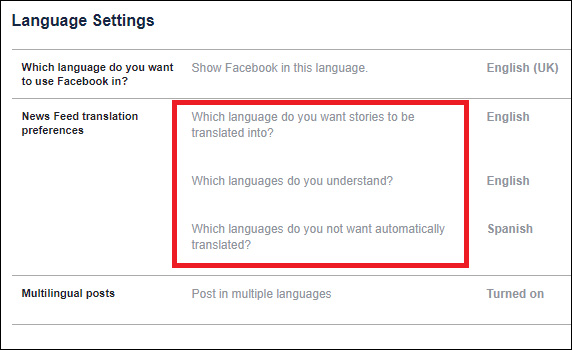 Language Settings
Which language do you want
to use Facebook in?
Show Facebook in this language.
English (UK)
News Feed translation
preferences
Which language do you want stories to be
translated into?
English
Which languages do you understand?
English
Which languages do you not want automatically
translated?
Spanish
Multilingual posts
Post in multiple languages
Turned on